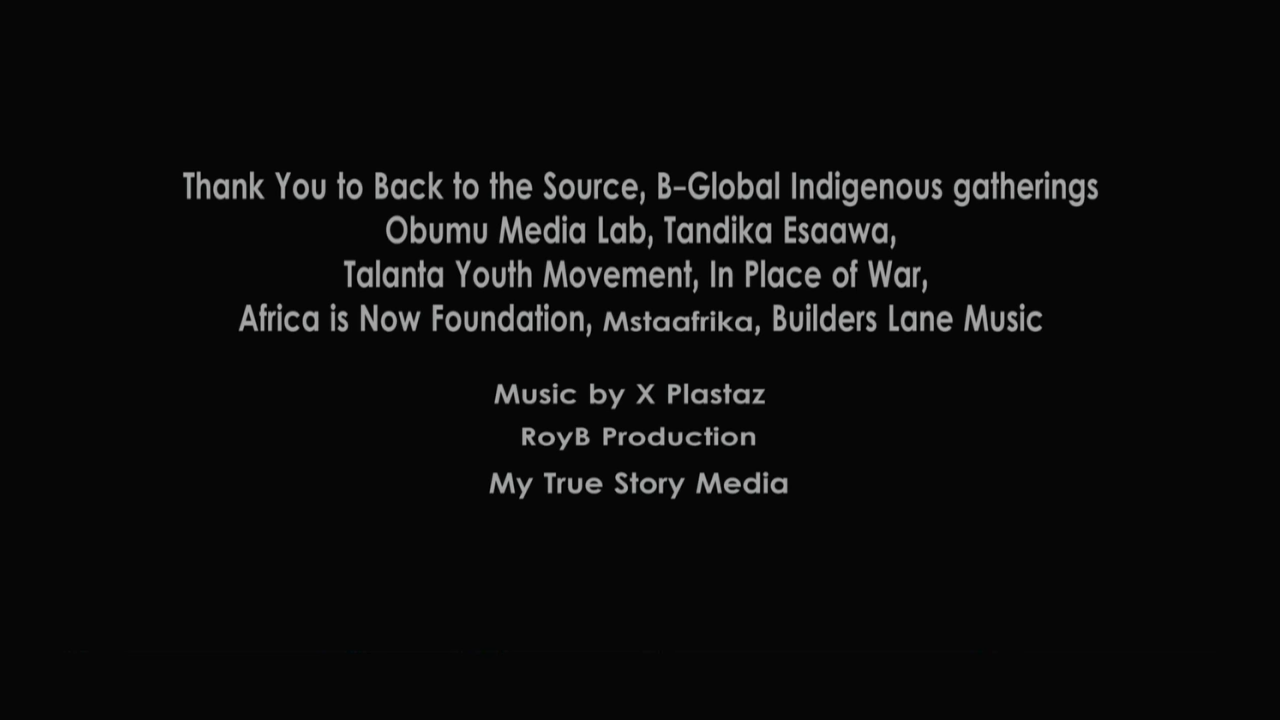 Thank You to Back to the Source, B-Global Indigenous gatherings
Obumu Media Lab, Tandika Esaawa,
Talanta Youth Movement, In Place of War,
Africa is Now Foundation, Mstaafrika, Builders Lane Music
Music by X Plastaz
RoyB Production
My True Story Media